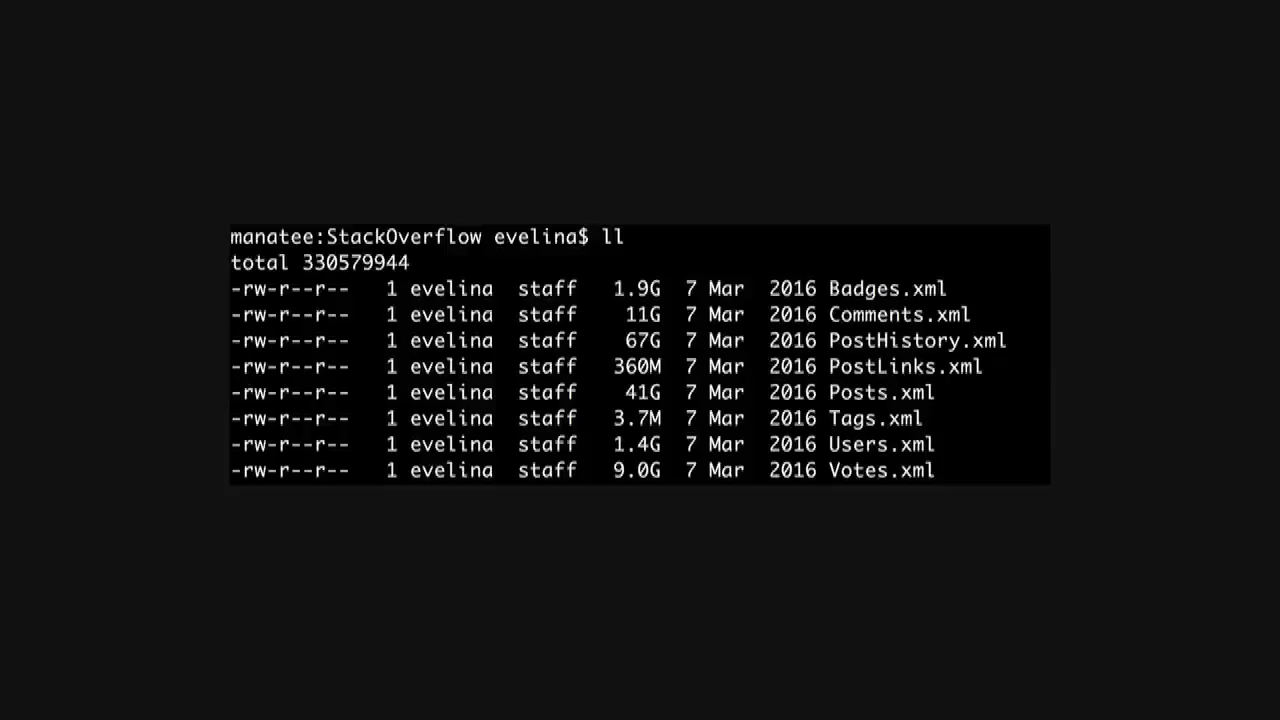 manatee:StackOverflow evelina$ ll
total 330579944
-rw-r--r--   1 evelina  staff   1.9G  7 Mar  2016 Badges.xml
-rw-r--r--   1 evelina  staff    11G  7 Mar  2016 Comments.xml
-rw-r--r--   1 evelina  staff    67G  7 Mar  2016 PostHistory.xml
-rw-r--r--   1 evelina  staff   360M  7 Mar  2016 PostLinks.xml
-rw-r--r--   1 evelina  staff    41G  7 Mar  2016 Posts.xml
-rw-r--r--   1 evelina  staff   3.7M  7 Mar  2016 Tags.xml
-rw-r--r--   1 evelina  staff   1.4G  7 Mar  2016 Users.xml
-rw-r--r--   1 evelina  staff   9.0G  7 Mar  2016 Votes.xml